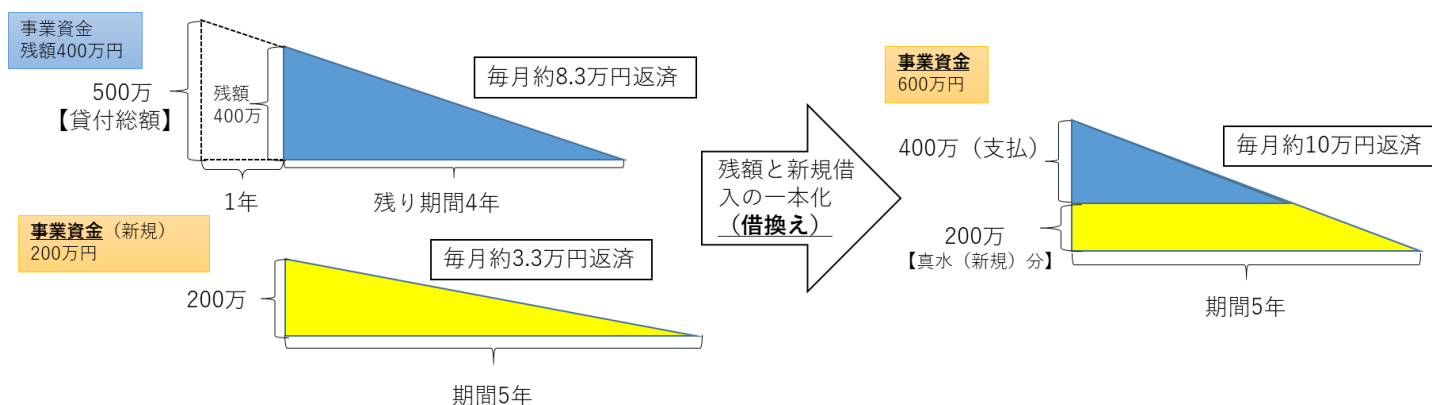 事業資金
残額400万円
500万
【貸付総額】
残額
400万
毎月約8.3万円返済
1年
残り期間4年
事業資金（新規）
200万円
毎月約3.3万円返済
200万
期間5年
残額と新規借
入の一本化
（借換え）
事業資金
600万円
400万（支払）
毎月約10万円返済
200万
【真水（新規）分】
期間5年